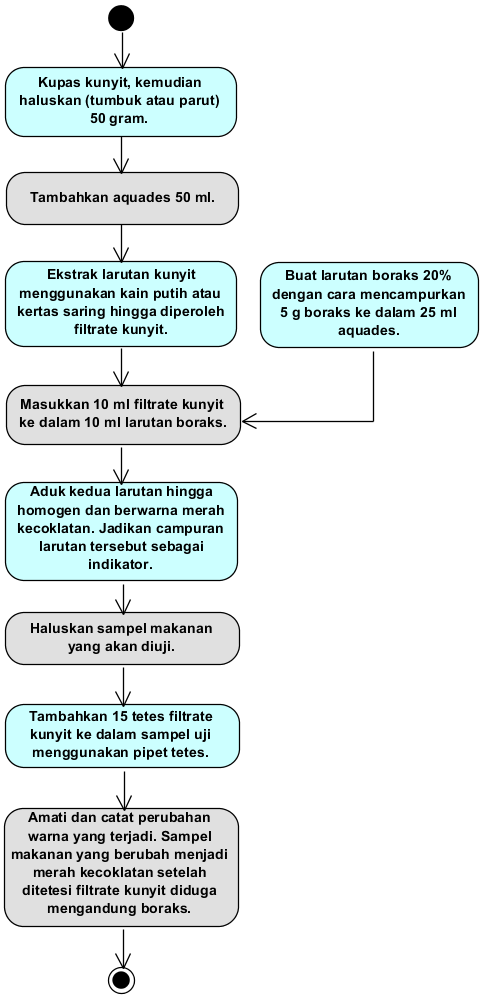 Kupas kunyit, kemudian
haluskan (tumbuk atau parut)
50 gram.
Tambahkan aquades 50 ml.
Ekstrak larutan kunyit
menggunakan kain putih atau
kertas saring hingga diperoleh
filtrate kunyit.
Buat larutan boraks 20%
dengan cara mencampurkan
5 g boraks ke dalam 25 ml
aquades.
Masukkan 10 ml filtrate kunyit
ke dalam 10 ml larutan boraks.
Aduk kedua larutan hingga
homogen dan berwarna merah
kecoklatan. Jadikan campuran
larutan tersebut sebagai
indikator.
Haluskan sampel makanan
yang akan diuji.
Tambahkan 15 tetes filtrate
kunyit ke dalam sampel uji
menggunakan pipet tetes.
Amati dan catat perubahan
warna yang terjadi. Sampel
makanan yang berubah menjadi
merah kecoklatan setelah
ditetesi filtrate kunyit diduga
mengandung boraks.